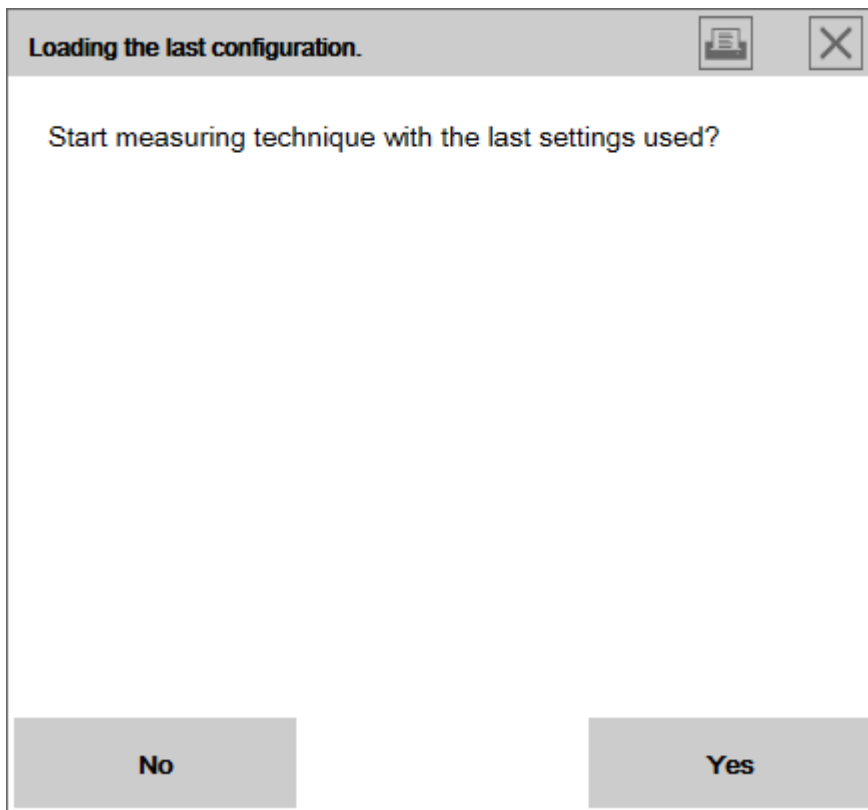 Loading the last configuration.
Start measuring technique with the last settings used?
No
Yes